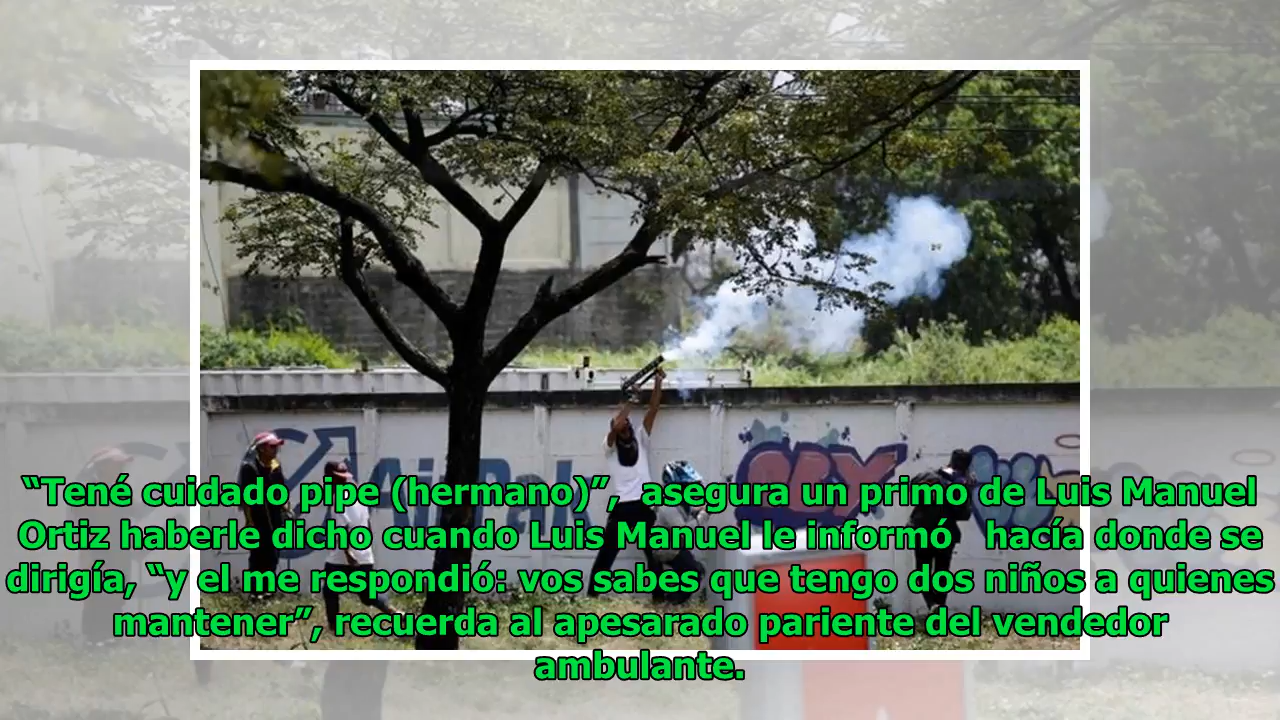 “Tené cuidado pipe (hermano)”,  asegura un primo de Luis Manuel
Ortiz haberle dicho cuando Luis Manuel le informó   hacía donde se
dirigía, “y el me respondió: vos sabes que tengo dos niños a quienes
mantener”, recuerda al apesarado pariente del vendedor
ambulante.